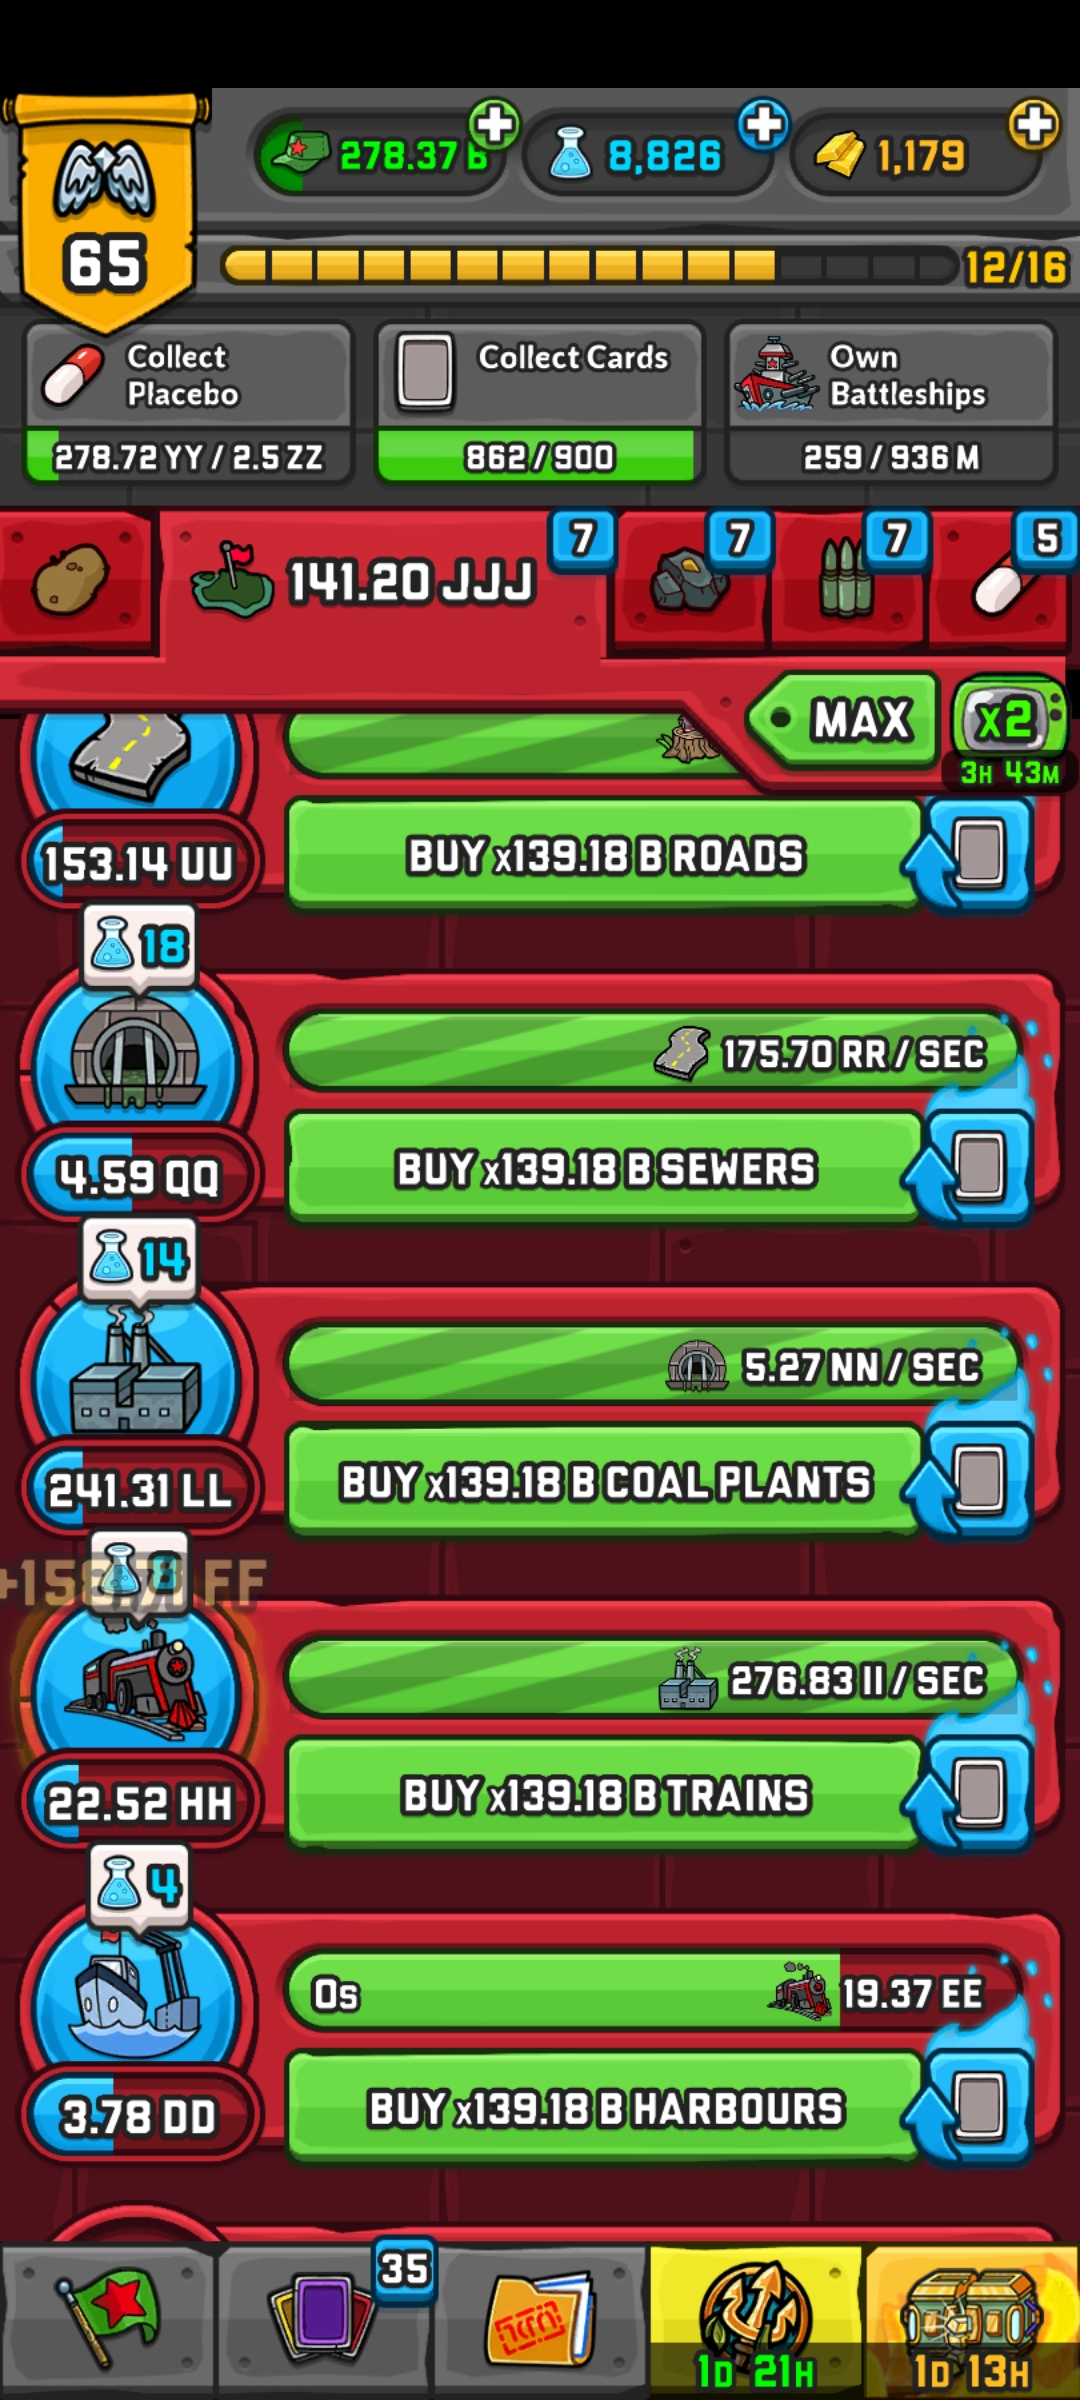 65
278.37 B
8,826
1,179
12/16
Collect
Placebo
278.72 YY / 2.5 ZZ
Collect Cards
862/900
Own
Battleships
259 / 936 M
141.20 JJJ
7
7
7
5
MAX
x2
3H 43M
153.14 UU
BUY x139.18 B ROADS
18
175.70 RR / SEC
4.59 QQ
BUY x139.18 B SEWERS
14
5.27 NN / SEC
241.31 LL
BUY x139.18 B COAL PLANTS
8
276.83 II / SEC
22.52 HH
BUY x139.18 B TRAINS
4
0s
19.37 EE
3.78 DD
BUY x139.18 B HARBOURS
35
1D 21H
1D 13H